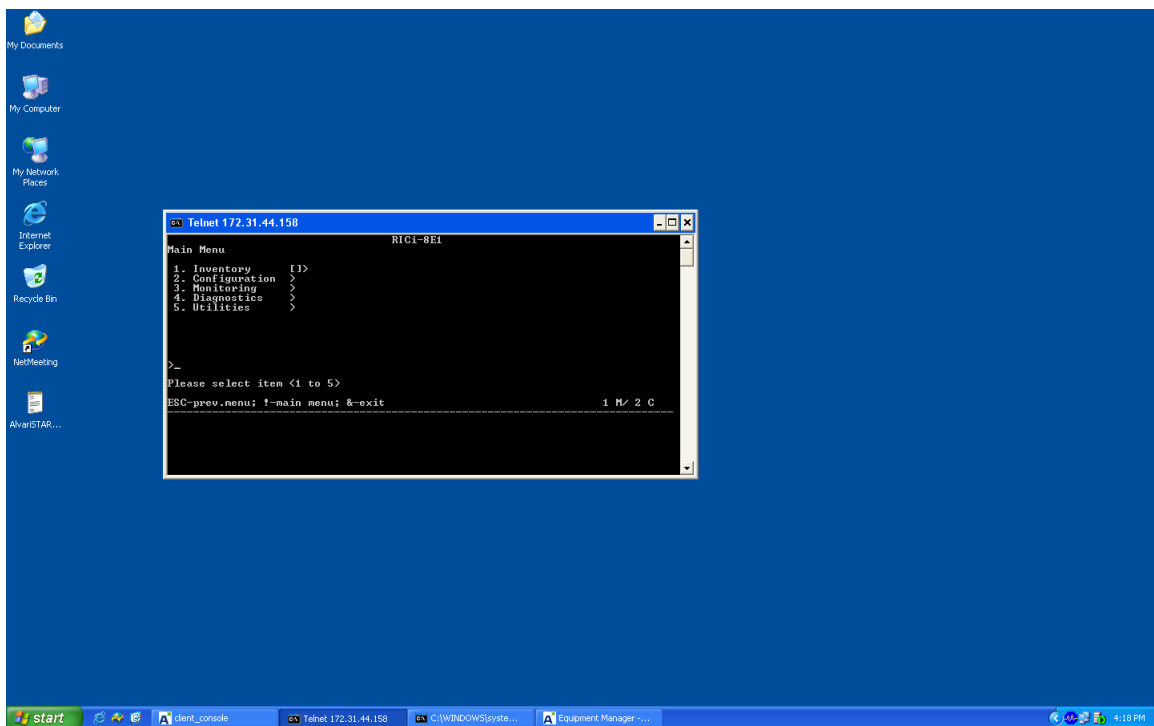 My Documents
My Computer
My Network
Places
Internet
Explorer
Recycle Bin
NetMeeting
AlvariSTAR...
Telnet 172.31.44.158
RICi-8E1
Main Menu
1. Inventory []>
2. Configuration >
3. Monitoring >
4. Diagnostics >
5. Utilities >
>_
Please select item <1 to 5>
ESC-prev.menu; !-main menu; &-exit 1 M/ 2 C
start
client_console
Telnet 172.31.44.158
C:\WINDOWS\syste...
Equipment Manager -...
4:18 PM